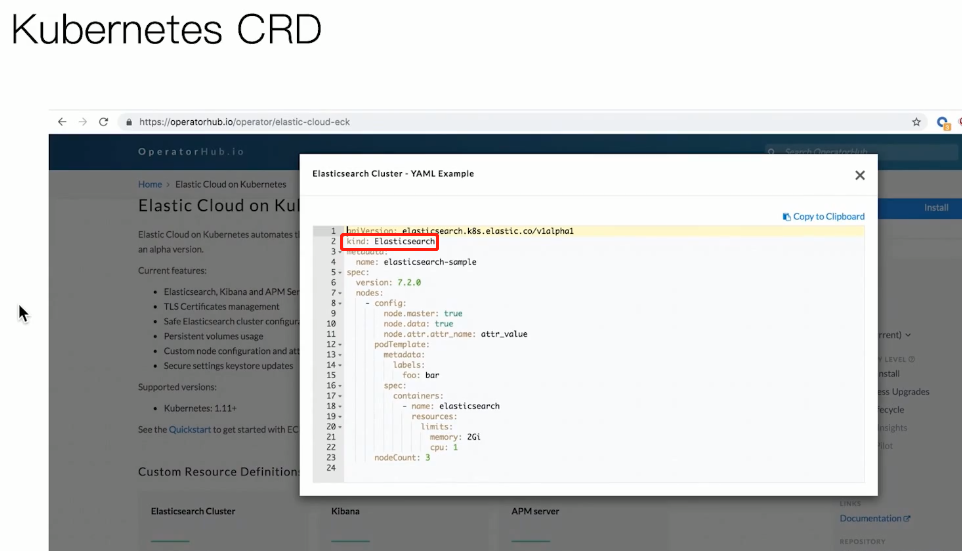 Kubernetes CRD
https://operatorhub.io/operator/elastic-cloud-eck
OperatorHub.io
Search OperatorHub
Home > Elastic Cloud on Kubernetes
Elastic Cloud on Ku
Install
Elastic Cloud on Kubernetes automates th
an alpha version.
Current features:
• Elasticsearch, Kibana and APM Ser
• TLS Certificates management
• Safe Elasticsearch cluster configura
• Persistent volumes usage
• Custom node configuration and att
• Secure settings keystore updates
Supported versions:
• Kubernetes: 1.11+
See the Quickstart to get started with EC
Custom Resource Definitions
Elasticsearch Cluster
Kibana
APM server
Elasticsearch Cluster - YAML Example
Copy to Clipboard
1 apiVersion: elasticsearch.k8s.elastic.co/v1alpha1
2 kind: Elasticsearch
3 metadata:
4 name: elasticsearch-sample
5 spec:
6 version: 7.2.0
7 nodes:
8 - config:
9 node.master: true
10 node.data: true
11 node.attr.attr_name: attr_value
12 podTemplate:
13 metadata:
14 labels:
15 foo: bar
16 spec:
17 containers:
18 - name: elasticsearch
19 resources:
20 limits:
21 memory: 2Gi
22 cpu: 1
23 nodeCount: 3
24
rrent)
Y LEVEL
nstall
ess Upgrades
fecycle
nsights
ilot
LINKS
Documentation
REPOSITORY